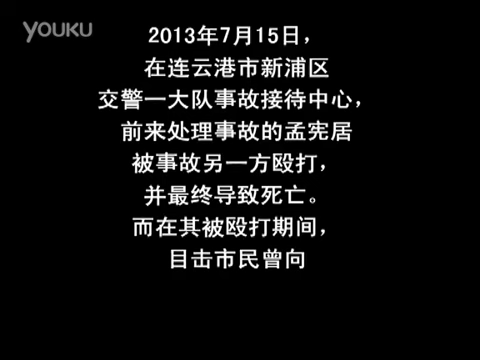 YOUKU
2013年7月15日，
在连云港市新浦区
交警一大队事故接待中心，
前来处理事故的孟宪居
被事故另一方殴打，
并最终导致死亡。
而在其被殴打期间，
目击市民曾向